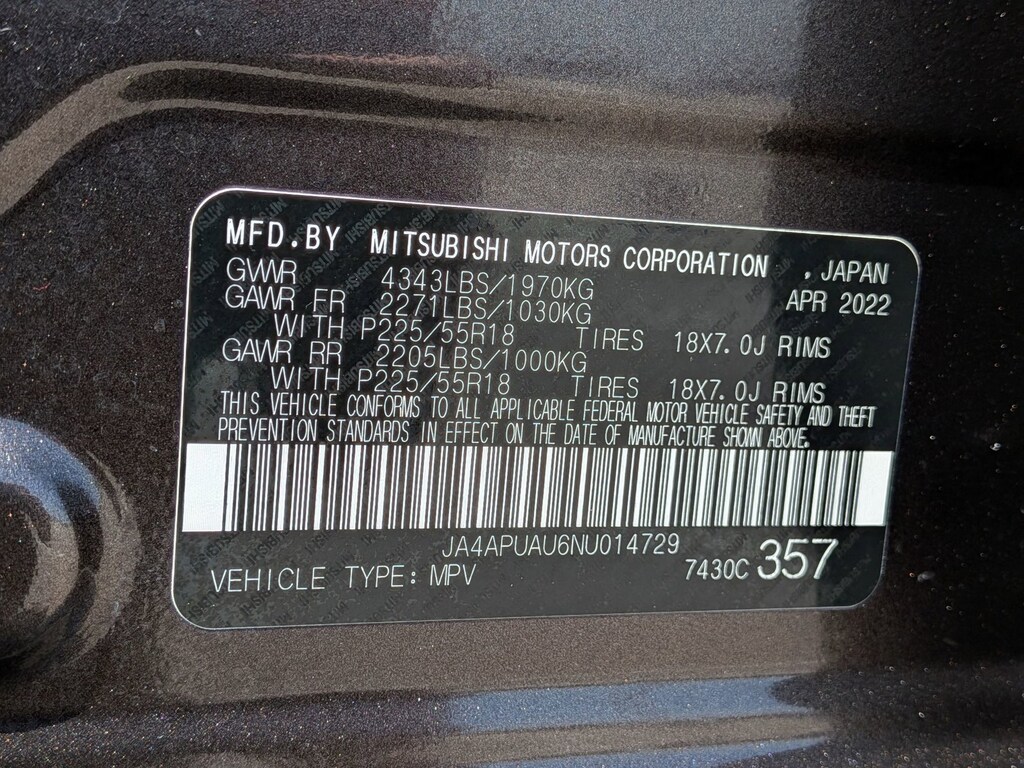 MFD.BY MITSUBISHI MOTORS CORPORATION , JAPAN
GVWR 4343LBS/1970KG APR 2022
GAWR FR 2271LBS/1030KG
WITH P225/55R18 TIRES 18X7.0J RIMS
GAWR RR 2205LBS/1000KG
WITH P225/55R18 TIRES 18X7.0J RIMS
THIS VEHICLE CONFORMS TO ALL APPLICABLE FEDERAL MOTOR VEHICLE SAFETY AND THEFT
PREVENTION STANDARDS IN EFFECT ON THE DATE OF MANUFACTURE SHOWN ABOVE.
JA4APUAU6NU014729
VEHICLE TYPE: MPV 7430C 357